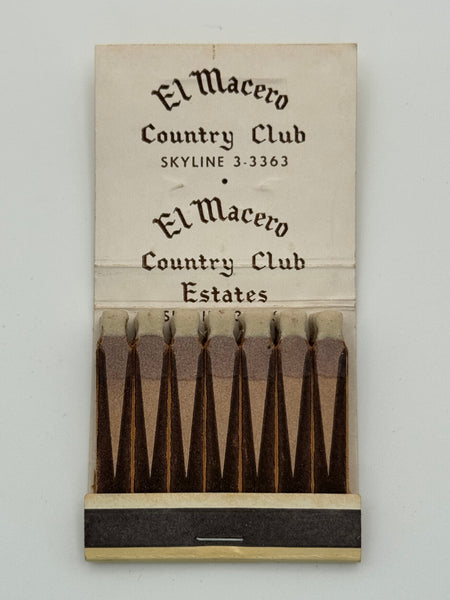 El Macero
Country Club
SKYLINE 3-3363
•
El Macero
Country Club
Estates